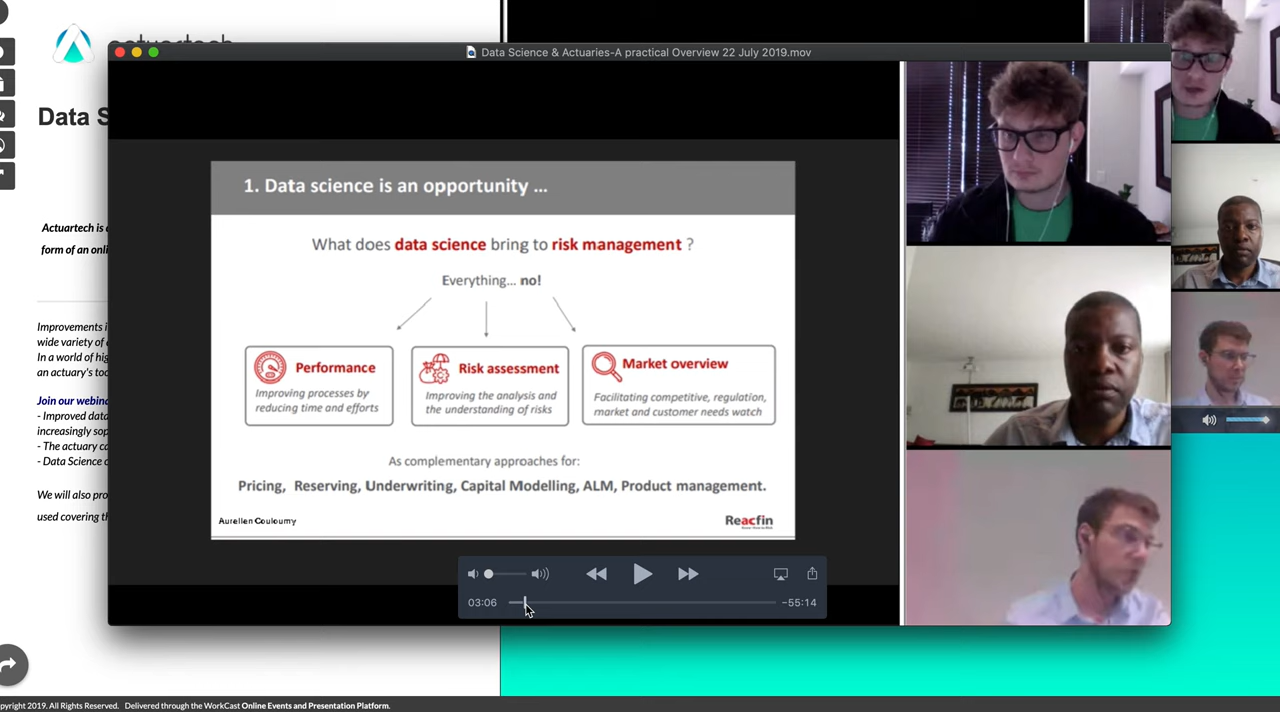 Data Science & Actuaries-A practical Overview 22 July 2019.mov
Data S
Actuartech is
form of an onli
Improvements i
wide variety of
In a world of hig
an actuary's too
Join our webina
- Improved data
increasingly sop
- The actuary ca
- Data Science o
We will also pro
used covering th
1. Data science is an opportunity ...
What does data science bring to risk management ?
Everything... no!
Performance
Improving processes by
reducing time and efforts
Risk assessment
Improving the analysis and
the understanding of risks
Market overview
Facilitating competitive, regulation,
market and customer needs watch
As complementary approaches for:
Pricing, Reserving, Underwriting, Capital Modelling, ALM, Product management.
Aurelien Couloumy
Reacfin
03:06
-55:14
pyright 2019. All Rights Reserved. Delivered through the WorkCast Online Events and Presentation Platform.